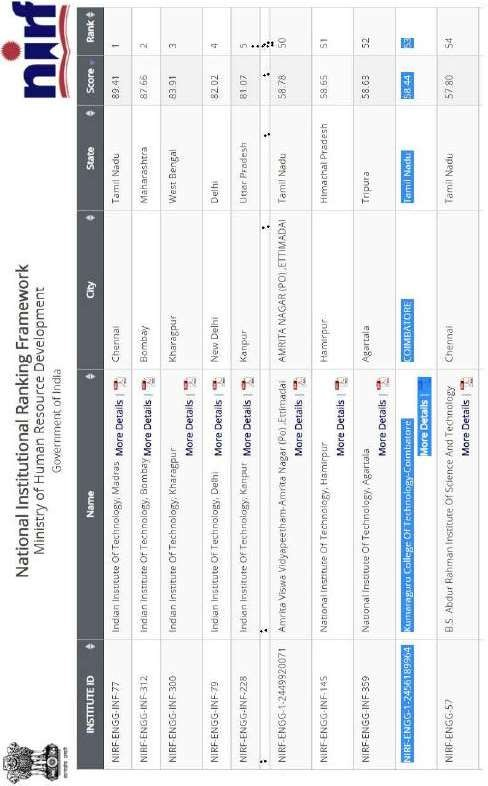 nirf
National Institutional Ranking Framework
Ministry of Human Resource Development
Government of India
INSTITUTE ID Name City State Score Rank
NIRF-ENGG-INF-77 Indian Institute Of Technology, Madras More Details | Chennai Tamil Nadu 89.41 1
NIRF-ENGG-INF-312 Indian Institute Of Technology, Bombay More Details | Bombay Maharashtra 87.66 2
NIRF-ENGG-INF-300 Indian Institute Of Technology, Kharagpur
More Details | Kharagpur West Bengal 83.91 3
NIRF-ENGG-INF-79 Indian Institute Of Technology, Delhi More Details | New Delhi Delhi 82.02 4
NIRF-ENGG-INF-228 Indian Institute Of Technology, Kanpur More Details | Kanpur Uttar Pradesh 81.07 5
NIRF-ENGG-1-2449920071 Amrita Viswa Vidyapeetham-Amrita Nagar (Po) ,Ettimadai
More Details | AMRITA NAGAR (PO) ,ETTIMADAI Tamil Nadu 58.78 50
NIRF-ENGG-INF-145 National Institute Of Technology, Hamirpur
More Details | Hamirpur Himachal Pradesh 58.65 51
NIRF-ENGG-INF-359 National Institute Of Technology, Agartala
More Details | Agartala Tripura 58.63 52
NIRF-ENGG-1-2456189964 Kumaraguru College Of Technology-Coimbatore
More Details | COIMBATORE Tamil Nadu 58.44 53
NIRF-ENGG-57 B.S. Abdur Rahman Institute Of Science And Technology
More Details | Chennai Tamil Nadu 57.80 54